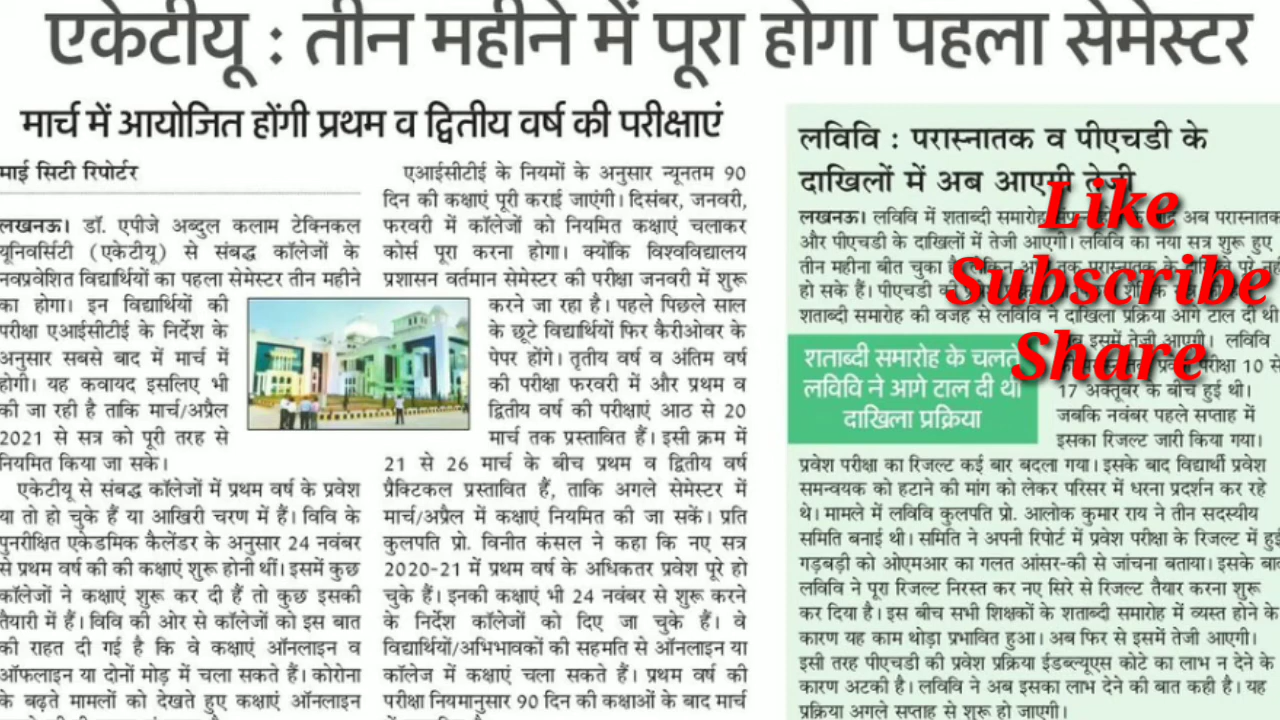 एकेटीयू : तीन महीने में पूरा होगा पहला सेमेस्टर
मार्च में आयोजित होंगी प्रथम व द्वितीय वर्ष की परीक्षाएं
माई सिटी रिपोर्टर
लखनऊ। डॉ. एपीजे अब्दुल कलाम टेक्निकल
यूनिवर्सिटी (एकेटीयू) से संबद्ध कॉलेजों के
नवप्रवेशित विद्यार्थियों का पहला सेमेस्टर तीन महीने
का होगा। इन विद्यार्थियों की
परीक्षा एआईसीटीई के निर्देश के
अनुसार सबसे बाद में मार्च में
होगी। यह कवायद इसलिए भी
की जा रही है ताकि मार्च/अप्रैल
2021 से सत्र को पूरी तरह से
नियमित किया जा सके।
एकेटीयू से संबद्ध कॉलेजों में प्रथम वर्ष के प्रवेश
या तो हो चुके हैं या आखिरी चरण में हैं। विवि के
पुनरीक्षित एकेडमिक कैलेंडर के अनुसार 24 नवंबर
से प्रथम वर्ष की की कक्षाएं शुरू होनी थीं। इसमें कुछ
कॉलेजों ने कक्षाएं शुरू कर दी हैं तो कुछ इसकी
तैयारी में हैं। विवि की ओर से कॉलेजों को इस बात
की राहत दी गई है कि वे कक्षाएं ऑनलाइन व
ऑफलाइन या दोनों मोड़ में चला सकते हैं। कोरोना
के बढ़ते मामलों को देखते हुए कक्षाएं ऑनलाइन
एआईसीटीई के नियमों के अनुसार न्यूनतम 90
दिन की कक्षाएं पूरी कराई जाएंगी। दिसंबर, जनवरी,
फरवरी में कॉलेजों को नियमित कक्षाएं चलाकर
कोर्स पूरा करना होगा। क्योंकि विश्वविद्यालय
प्रशासन वर्तमान सेमेस्टर की परीक्षा जनवरी में शुरू
करने जा रहा है। पहले पिछले साल
के छूटे विद्यार्थियों फिर कैरीओवर के
पेपर होंगे। तृतीय वर्ष व अंतिम वर्ष
की परीक्षा फरवरी में और प्रथम व
द्वितीय वर्ष की परीक्षाएं आठ से 20
मार्च तक प्रस्तावित हैं। इसी क्रम में
21 से 26 मार्च के बीच प्रथम व द्वितीय वर्ष
प्रैक्टिकल प्रस्तावित हैं, ताकि अगले सेमेस्टर में
मार्च/अप्रैल में कक्षाएं नियमित की जा सकें। प्रति
कुलपति प्रो. विनीत कंसल ने कहा कि नए सत्र
2020-21 में प्रथम वर्ष के अधिकतर प्रवेश पूरे हो
चुके हैं। इनकी कक्षाएं भी 24 नवंबर से शुरू करने
के निर्देश कॉलेजों को दिए जा चुके हैं। वे
विद्यार्थियों/अभिभावकों की सहमति से ऑनलाइन या
कॉलेज में कक्षाएं चला सकते हैं। प्रथम वर्ष की
परीक्षा नियमानुसार 90 दिन की कक्षाओं के बाद मार्च
लविवि : परास्नातक व पीएचडी के
दाखिलों में अब आएगी तेजी
लखनऊ। लविवि में शताब्दी समारोह अब परास्नातक
और पीएचडी के दाखिलों में तेजी आएगी। लविवि का नया सत्र शुरू हुए
तीन महीना बीत चुका है
हो सके हैं। पीएचडी की
शताब्दी समारोह की वजह से लविवि ने दाखिला प्रक्रिया आगे टाल दी थी
इसमें तेजी आएगी। लविवि
परीक्षा 10 से
17 अक्तूबर के बीच हुई थी।
जबकि नवंबर पहले सप्ताह में
इसका रिजल्ट जारी किया गया।
शताब्दी समारोह के चलते
लविवि ने आगे टाल दी थी
दाखिला प्रक्रिया
प्रवेश परीक्षा का रिजल्ट कई बार बदला गया। इसके बाद विद्यार्थी प्रवेश
समन्वयक को हटाने की मांग को लेकर परिसर में धरना प्रदर्शन कर रहे
थे। मामले में लविवि कुलपति प्रो. आलोक कुमार राय ने तीन सदस्यीय
समिति बनाई थी। समिति ने अपनी रिपोर्ट में प्रवेश परीक्षा के रिजल्ट में हुई
गड़बड़ी को ओएमआर का गलत आंसर-की से जांचना बताया। इसके बाद
लविवि ने पूरा रिजल्ट निरस्त कर नए सिरे से रिजल्ट तैयार करना शुरू
कर दिया है। इस बीच सभी शिक्षकों के शताब्दी समारोह में व्यस्त होने के
कारण यह काम थोड़ा प्रभावित हुआ। अब फिर से इसमें तेजी आएगी।
इसी तरह पीएचडी की प्रवेश प्रक्रिया ईडब्ल्यूएस कोटे का लाभ न देने के
कारण अटकी है। लविवि ने अब इसका लाभ देने की बात कही है। यह
प्रक्रिया अगले सप्ताह से शुरू हो जाएगी।
Like
Subscribe
Share